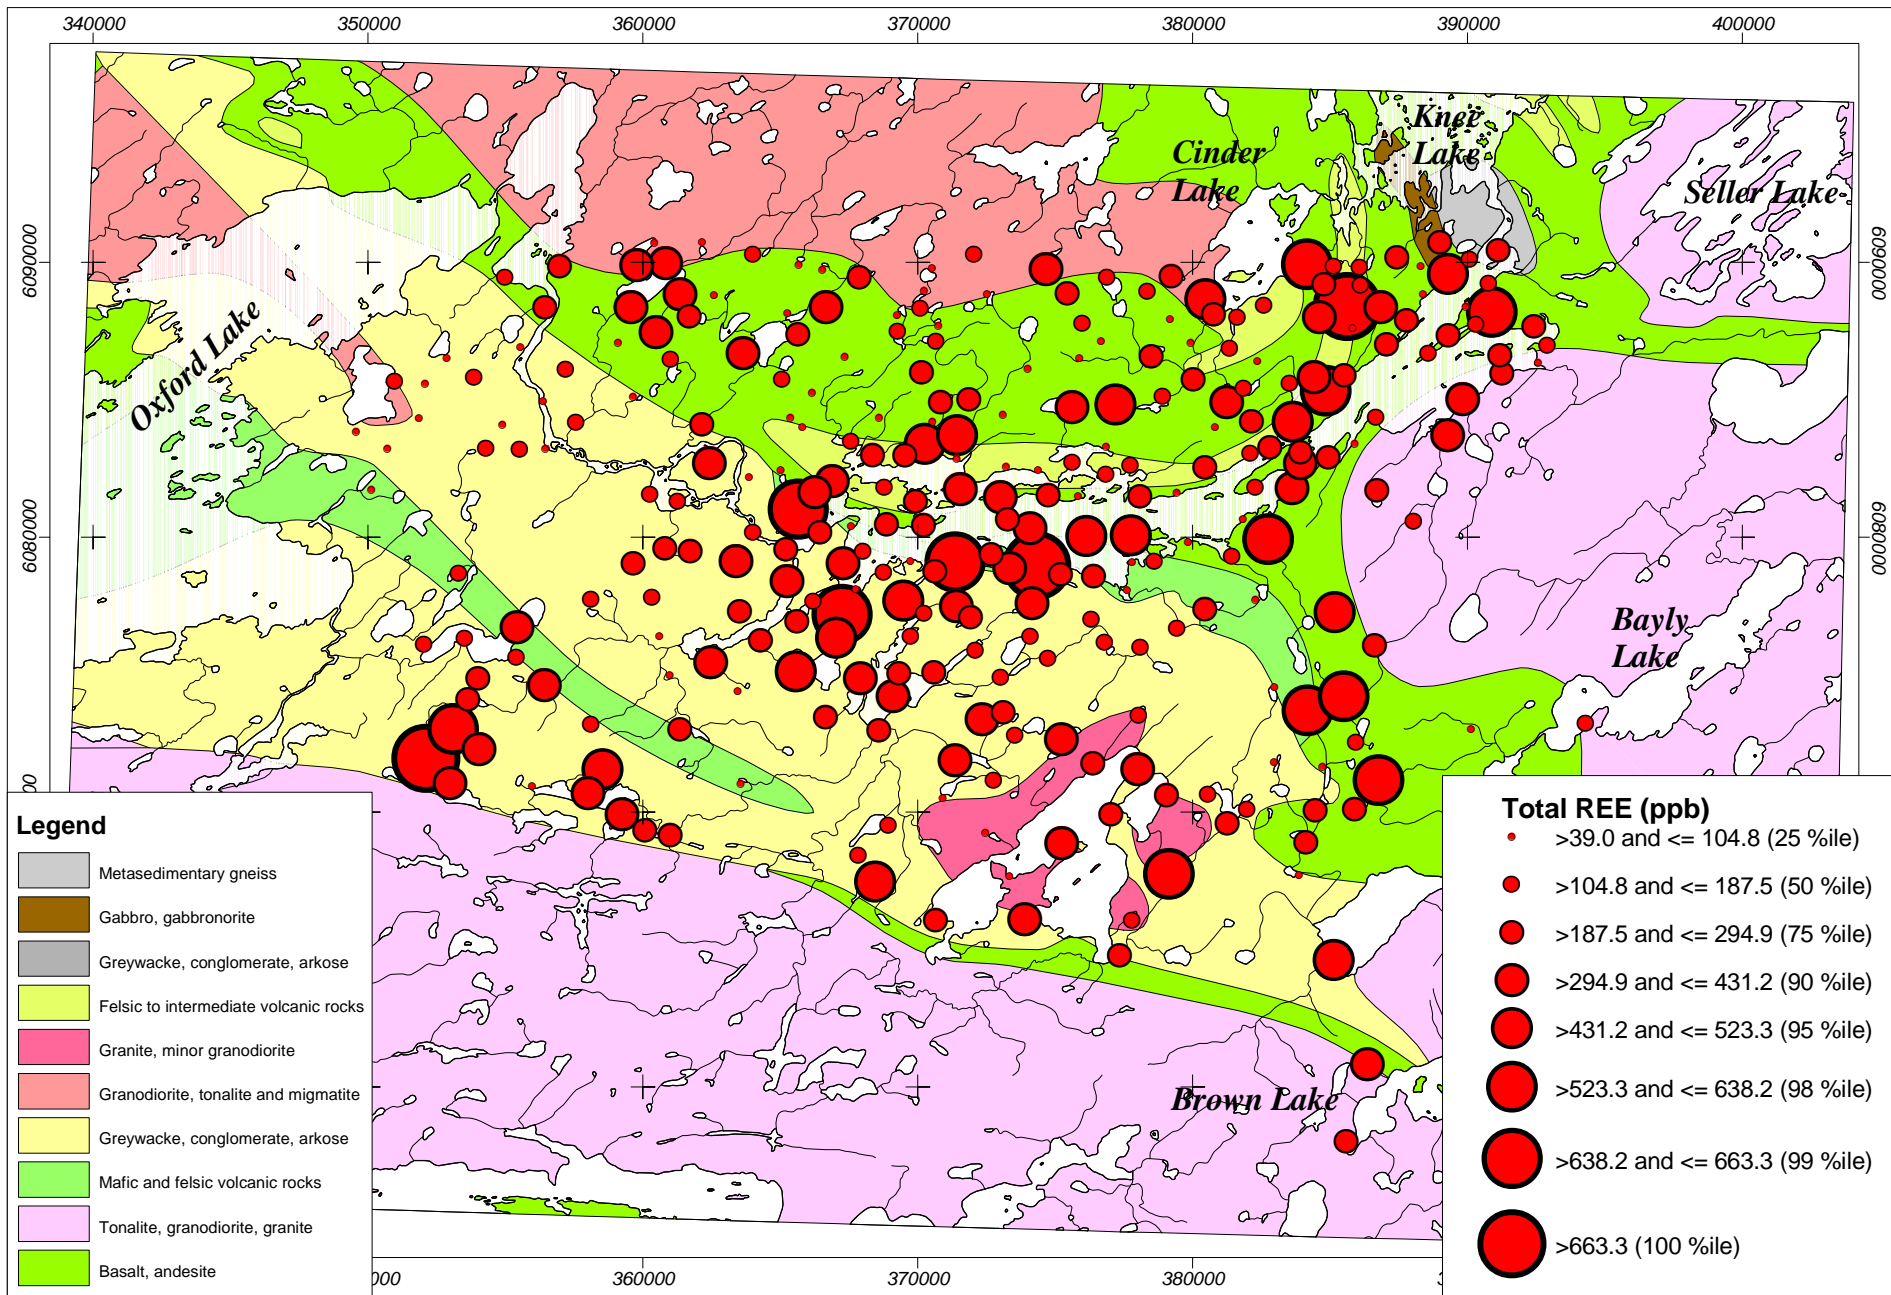 340000 350000 360000 370000 380000 390000 400000
Knee
Lake
Cinder
Lake
Seller Lake
6090000
6090000
Oxford Lake
6080000
6080000
Bayly
Lake
Brown Lake
00
Legend
Metasedimentary gneiss
Gabbro, gabbronorite
Greywacke, conglomerate, arkose
Felsic to intermediate volcanic rocks
Granite, minor granodiorite
Granodiorite, tonalite and migmatite
Greywacke, conglomerate, arkose
Mafic and felsic volcanic rocks
Tonalite, granodiorite, granite
Basalt, andesite
Total REE (ppb)
>39.0 and <= 104.8 (25 %ile)
>104.8 and <= 187.5 (50 %ile)
>187.5 and <= 294.9 (75 %ile)
>294.9 and <= 431.2 (90 %ile)
>431.2 and <= 523.3 (95 %ile)
>523.3 and <= 638.2 (98 %ile)
>638.2 and <= 663.3 (99 %ile)
>663.3 (100 %ile)
0000 360000 370000 380000